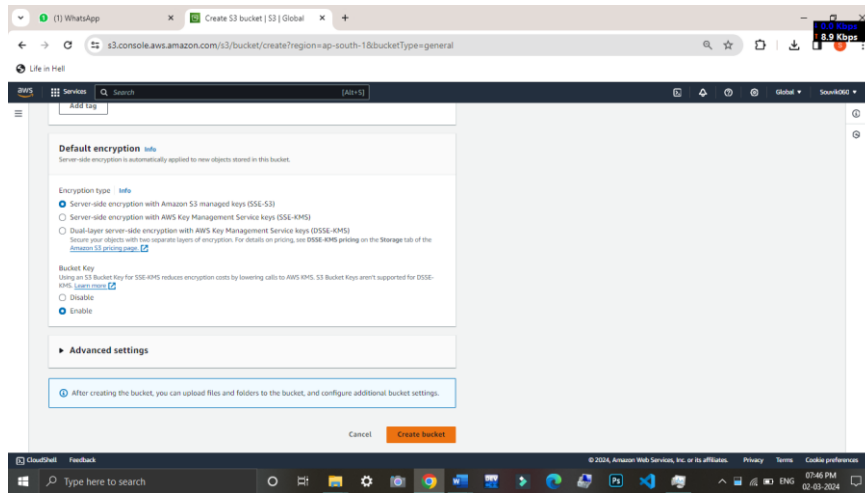 (1) WhatsApp
Create S3 bucket | S3 | Global
s3.console.aws.amazon.com/s3/bucket/create?region=ap-south-1&bucketType=general
8.9 Kbps
Life in Hell
aws
Services
Search
[Alt+S]
Global
Souvik060
Add tag
Default encryption Info
Server-side encryption is automatically applied to new objects stored in this bucket.
Encryption type Info
Server-side encryption with Amazon S3 managed keys (SSE-S3)
Server-side encryption with AWS Key Management Service keys (SSE-KMS)
Dual-layer server-side encryption with AWS Key Management Service keys (DSSE-KMS)
Secure your objects with two separate layers of encryption. For details on pricing, see DSSE-KMS pricing on the Storage tab of the
Amazon S3 pricing page.
Bucket Key
Using an S3 Bucket Key for SSE-KMS reduces encryption costs by lowering calls to AWS KMS. S3 Bucket Keys aren't supported for DSSE-
KMS. Learn more
Disable
Enable
Advanced settings
After creating the bucket, you can upload files and folders to the bucket, and configure additional bucket settings.
Cancel
Create bucket
CloudShell
Feedback
© 2024, Amazon Web Services, Inc. or its affiliates.
Privacy
Terms
Cookie preferences
Type here to search
ENG
07:46 PM
02-03-2024